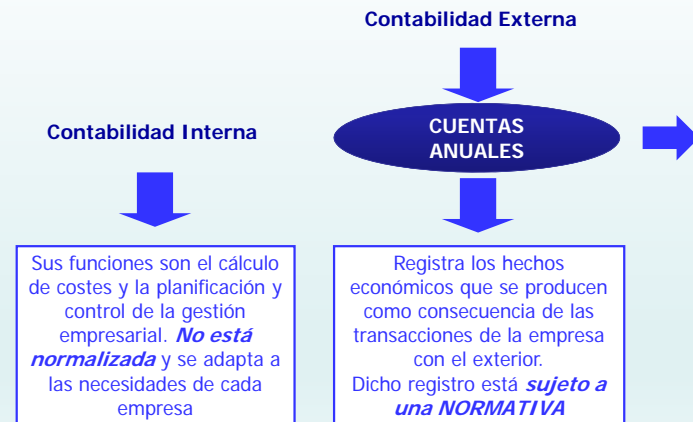 Contabilidad Externa
CUENTAS
ANUALES
Contabilidad Interna
Sus funciones son el cálculo
de costes y la planificación y
control de la gestión
empresarial. No está
normalizada y se adapta a
las necesidades de cada
empresa
Registra los hechos
económicos que se producen
como consecuencia de las
transacciones de la empresa
con el exterior.
Dicho registro está sujeto a
una NORMATIVA